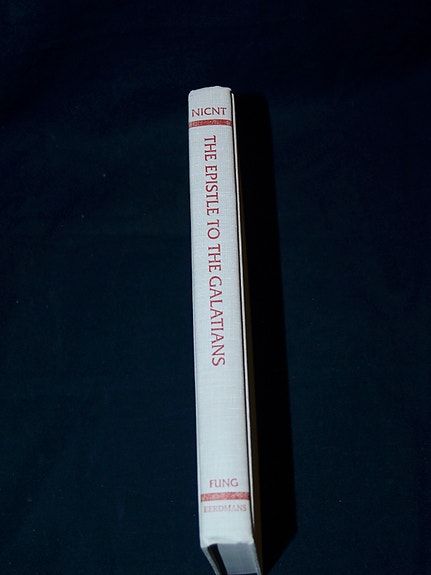 NICNT
THE EPISTLE TO THE GALATIANS
FUNG
EERDMANS